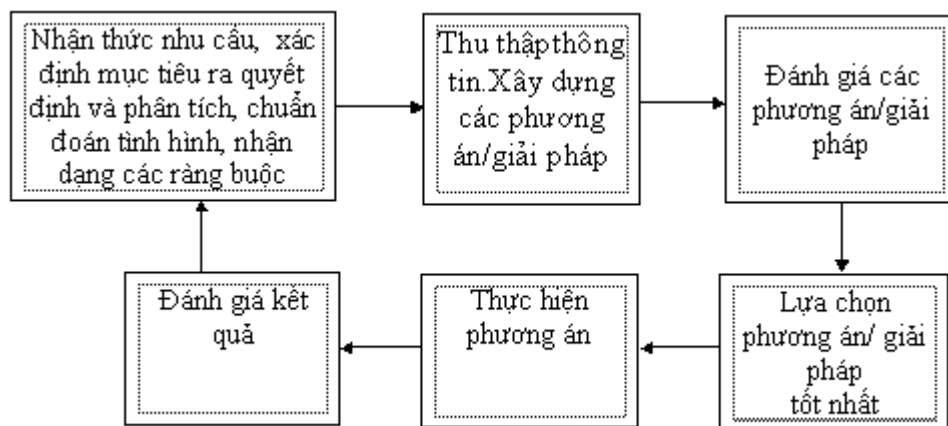 Nhận thức nhu cầu, xác
định mục tiêu ra quyết
định và phân tích, chuẩn
đoán tình hình, nhận
dạng các ràng buộc
Thu thậpthông
tin.Xây dựng
các phương
án/giải pháp
Đánh giá các
phương án/giải
pháp
Lựa chọn
phương án/ giải
pháp
tốt nhất
Thực hiện
phương án
Đánh giá kết
quả